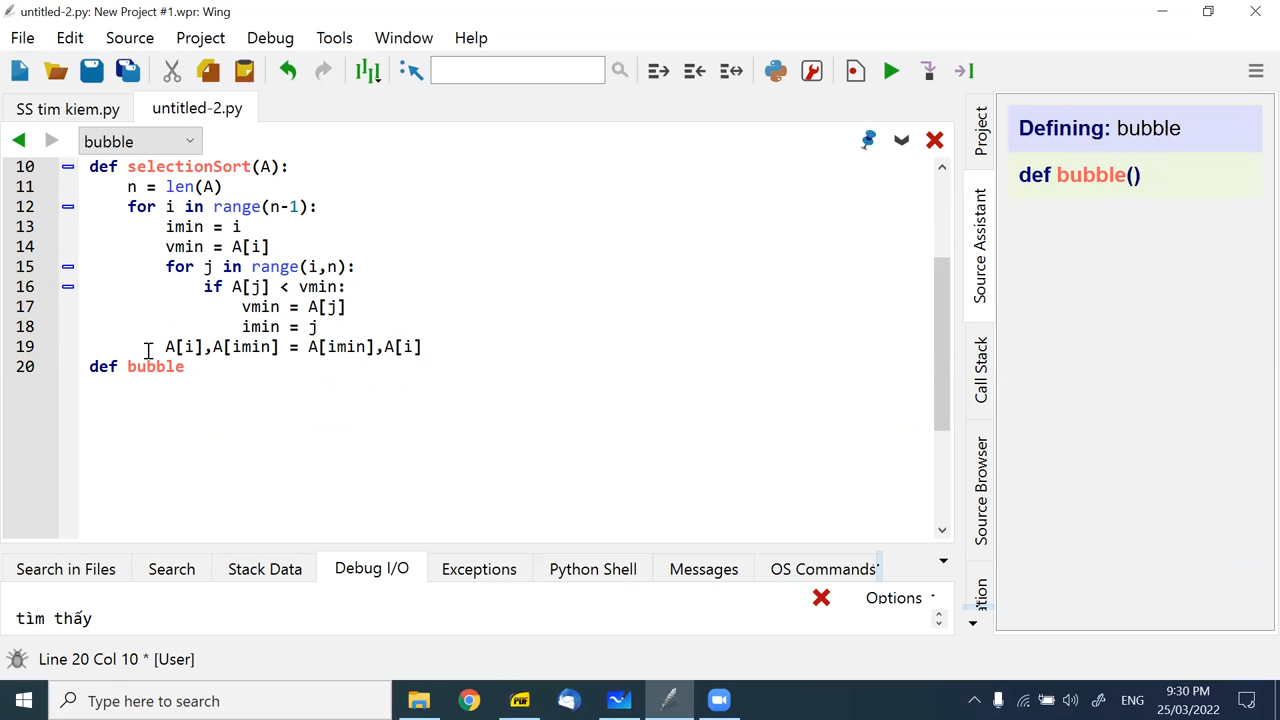 untitled-2.py: New Project #1.wpr: Wing
File Edit Source Project Debug Tools Window Help
SS tim kiem.py untitled-2.py
bubble
10 def selectionSort(A):
11 n = len(A)
12 for i in range(n-1):
13 imin = i
14 vmin = A[i]
15 for j in range(i,n):
16 if A[j] < vmin:
17 vmin = A[j]
18 imin = j
19 A[i],A[imin] = A[imin],A[i]
20 def bubble
Project
Source Assistant
Call Stack
Source Browser
Defining: bubble
def bubble()
Search in Files Search Stack Data Debug I/O Exceptions Python Shell Messages OS Commands
Options
tìm thấy
Line 20 Col 10 * [User]
Type here to search
PDF
ENG
9:30 PM
25/03/2022